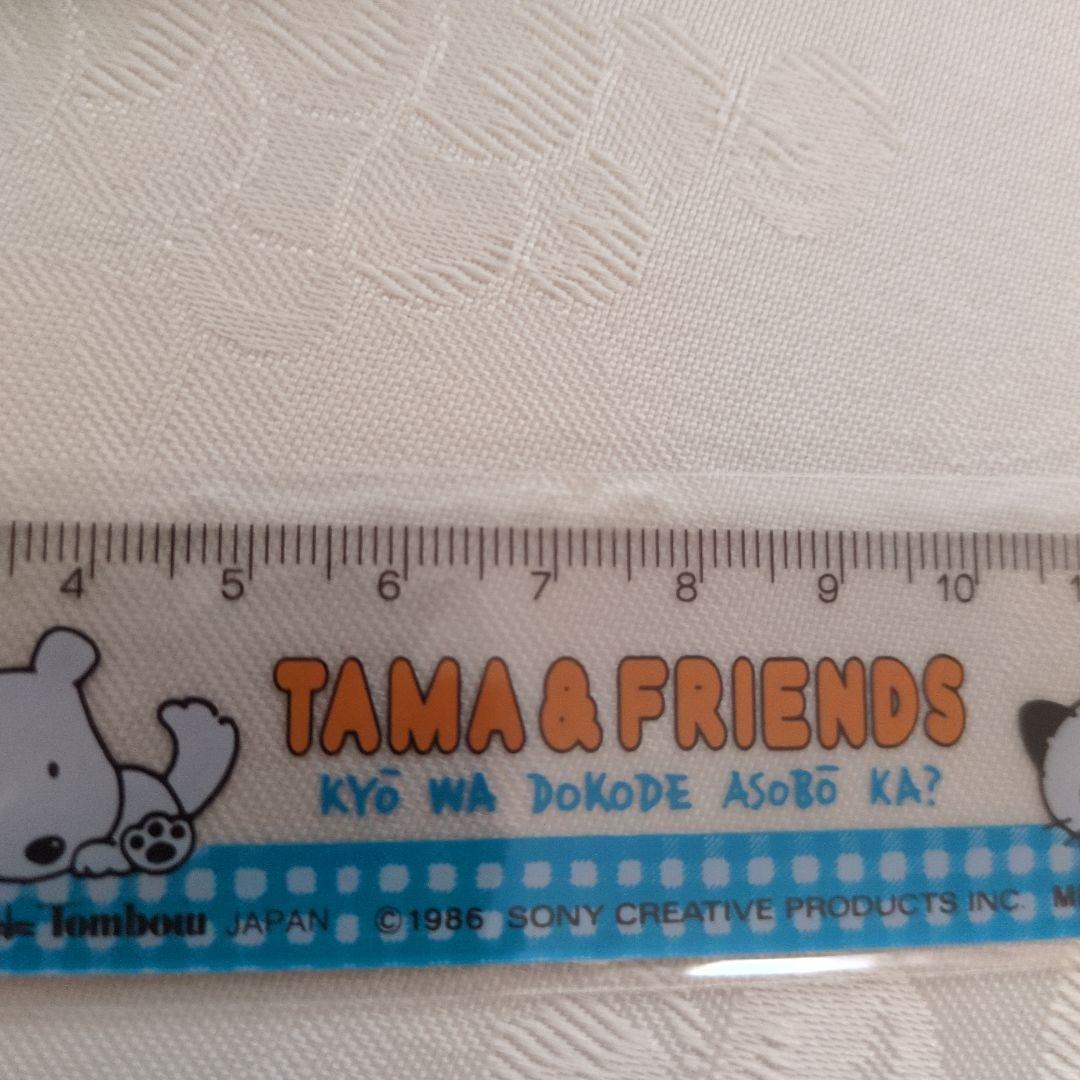 4 5 6 7 8 9 10
TAMA & FRIENDS
KYŌ WA DOKODE ASOBŌ KA?
Tombow JAPAN ©1986 SONY CREATIVE PRODUCTS INC.